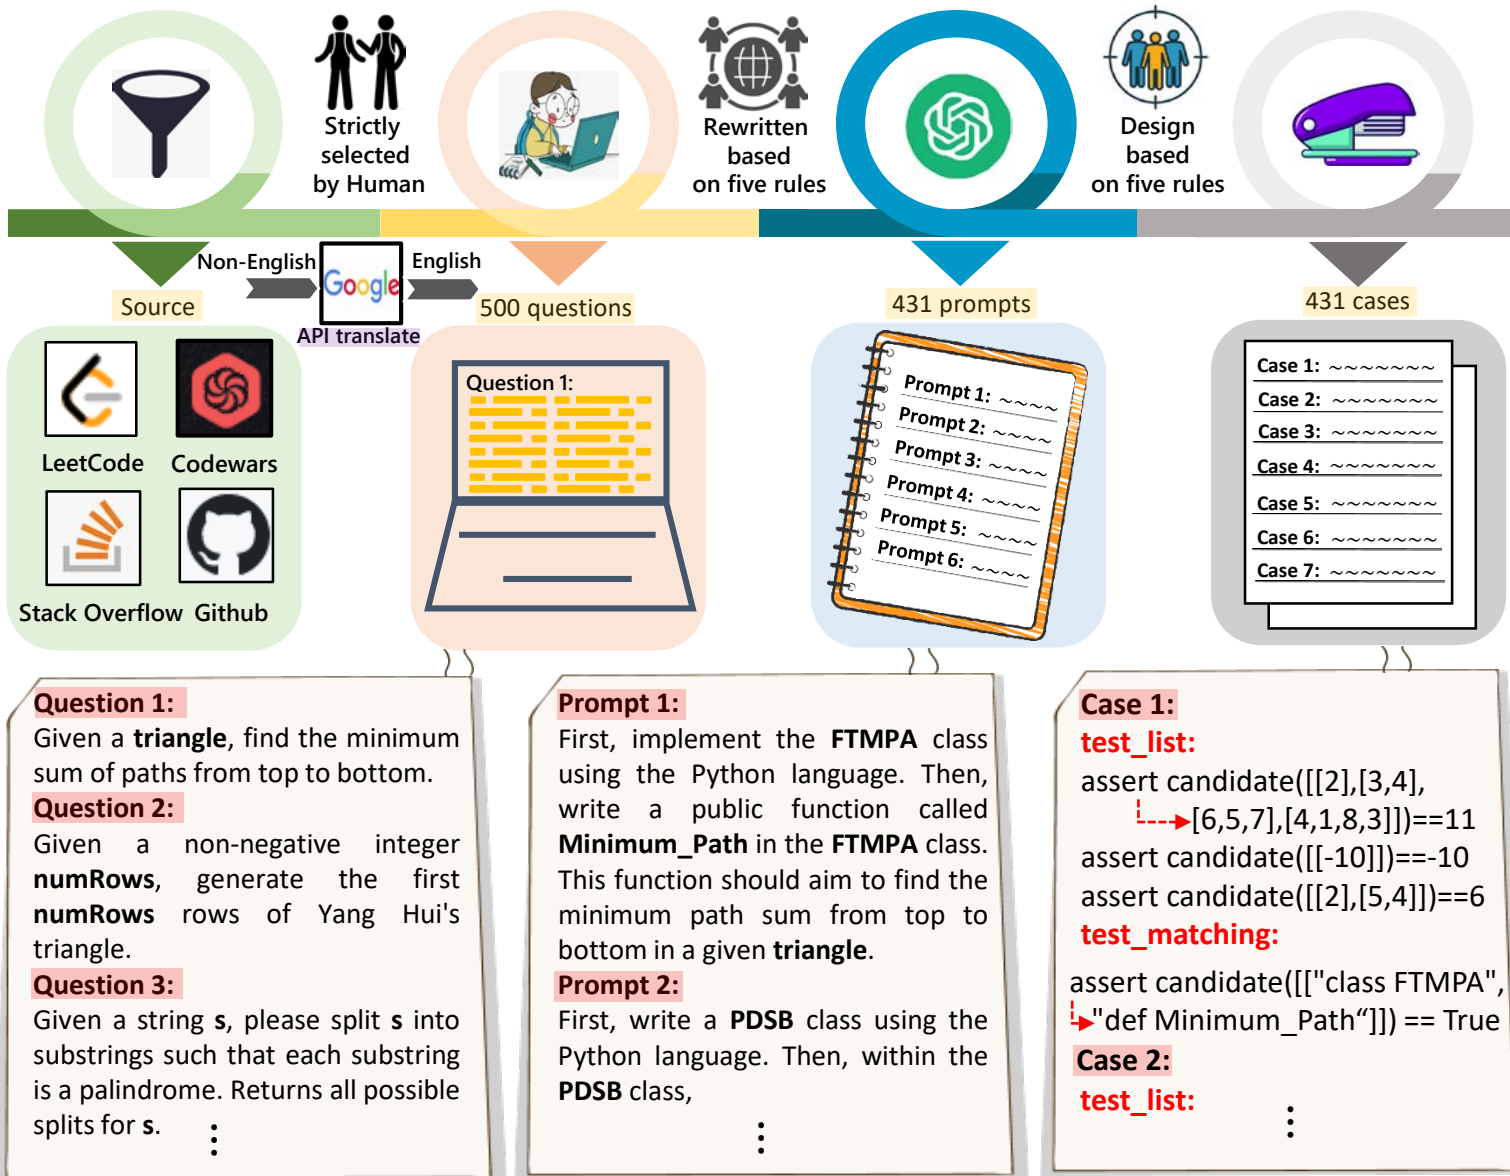 Strictly
selected
by Human
Rewritten
based
on five rules
Design
based
on five rules
Non-English
Google
English
API translate
Source
500 questions
431 prompts
431 cases
LeetCode
Codewars
Stack Overflow
Github
Question 1:
Prompt 1: ~~~~
Prompt 2: ~~~~
Prompt 3: ~~~~
Prompt 4: ~~~~
Prompt 5: ~~~~
Prompt 6: ~~~~
Case 1: ~~~~~~~
Case 2: ~~~~~~~
Case 3: ~~~~~~~
Case 4: ~~~~~~~
Case 5: ~~~~~~~
Case 6: ~~~~~~~
Case 7: ~~~~~~~
Question 1:
Given a triangle, find the minimum
sum of paths from top to bottom.
Question 2:
Given a non-negative integer
numRows, generate the first
numRows rows of Yang Hui's
triangle.
Question 3:
Given a string s, please split s into
substrings such that each substring
is a palindrome. Returns all possible
splits for s.
⋮
Prompt 1:
First, implement the FTMPA class
using the Python language. Then,
write a public function called
Minimum_Path in the FTMPA class.
This function should aim to find the
minimum path sum from top to
bottom in a given triangle.
Prompt 2:
First, write a PDSB class using the
Python language. Then, within the
PDSB class,
⋮
Case 1:
test_list:
assert candidate([[2],[3,4],
[6,5,7],[4,1,8,3]])==11
assert candidate([[-10]])==-10
assert candidate([[2],[5,4]])==6
test_matching:
assert candidate([["class FTMPA",
"def Minimum_Path“]]) == True
Case 2:
test_list:
⋮